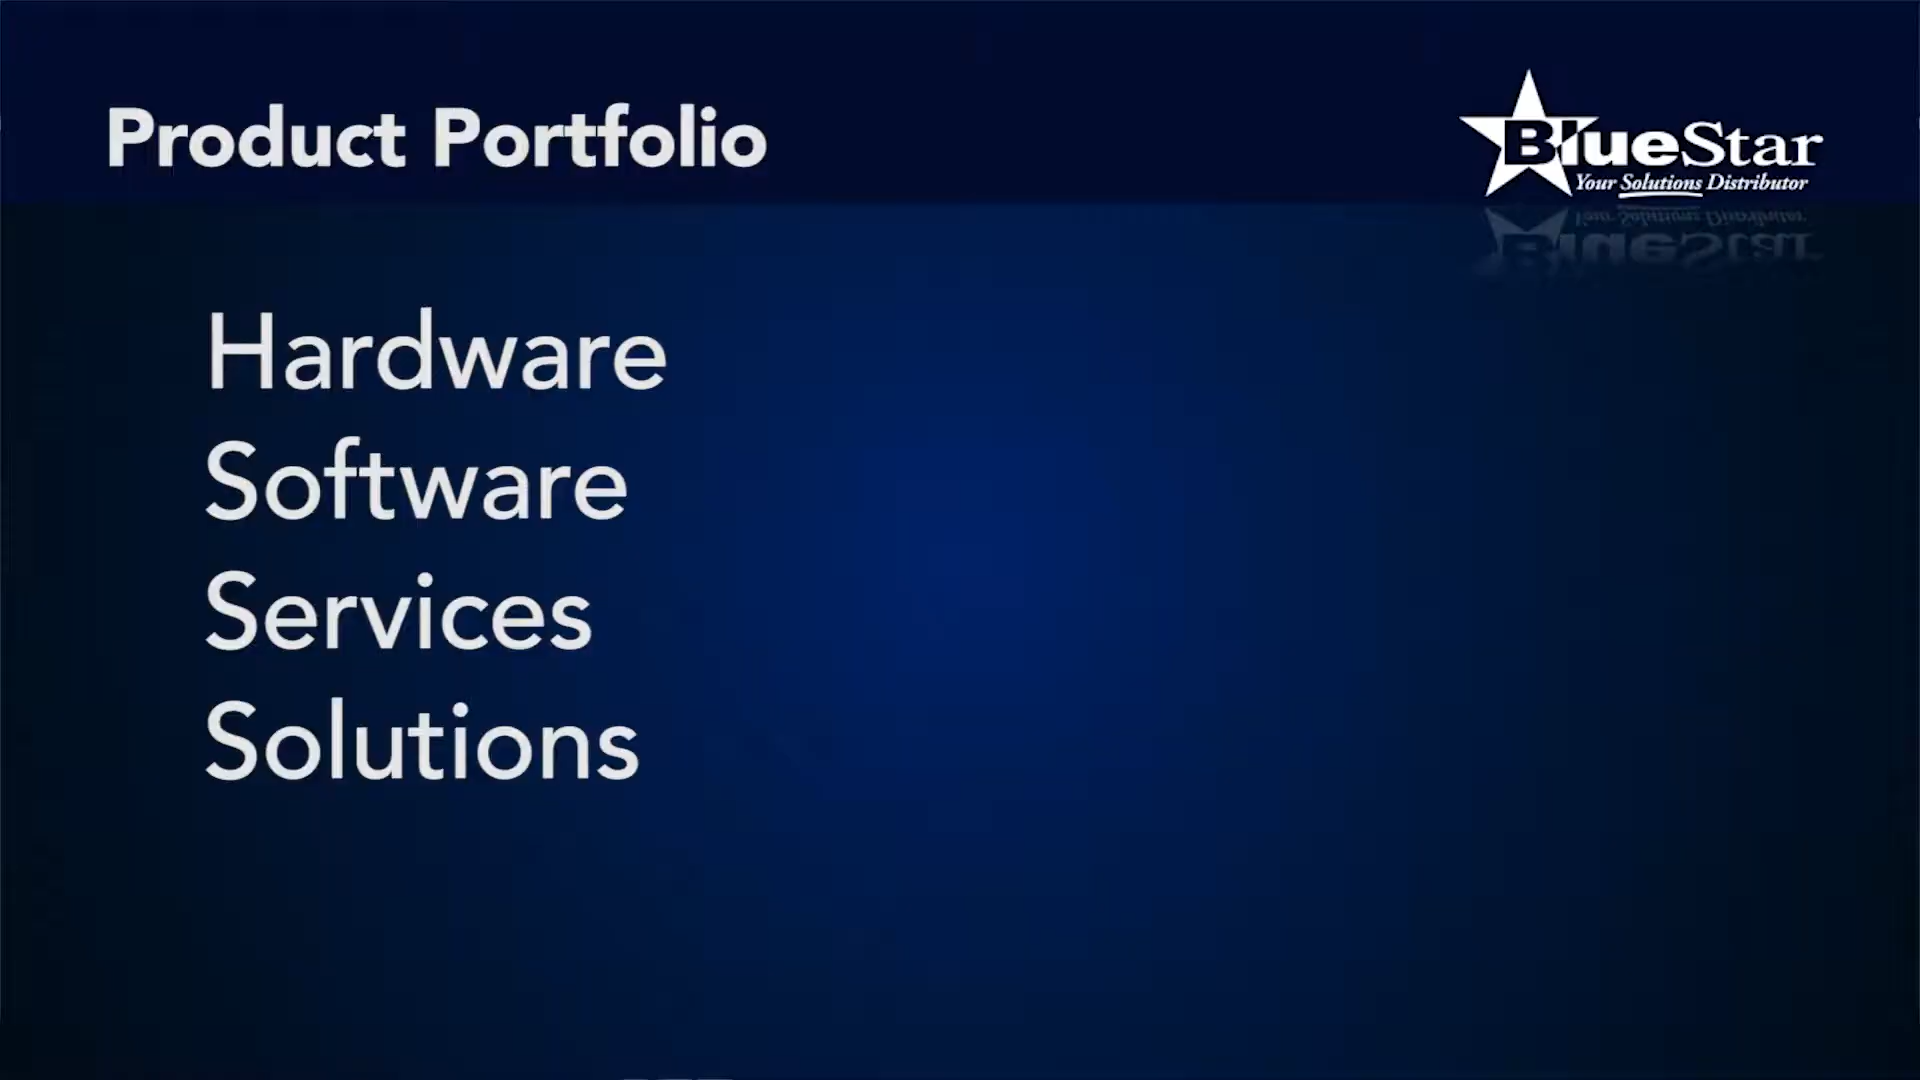 Product Portfolio
BlueStar
Your Solutions Distributor
Hardware
Software
Services
Solutions